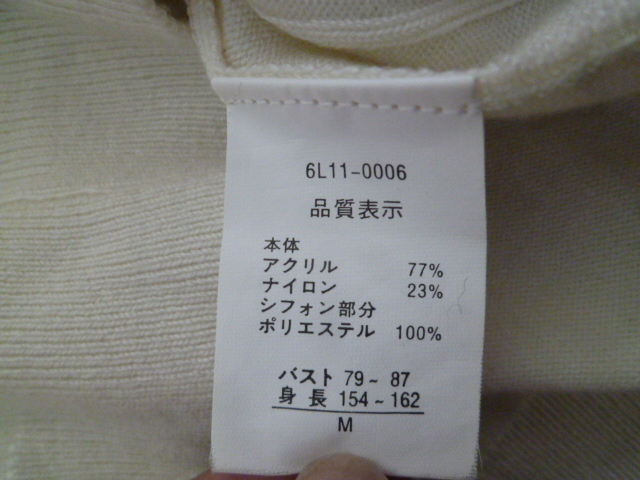 6L11-0006
品質表示
本体
アクリル 77%
ナイロン 23%
シフォン部分
ポリエステル 100%
バスト 79~ 87
身 長 154~162
M